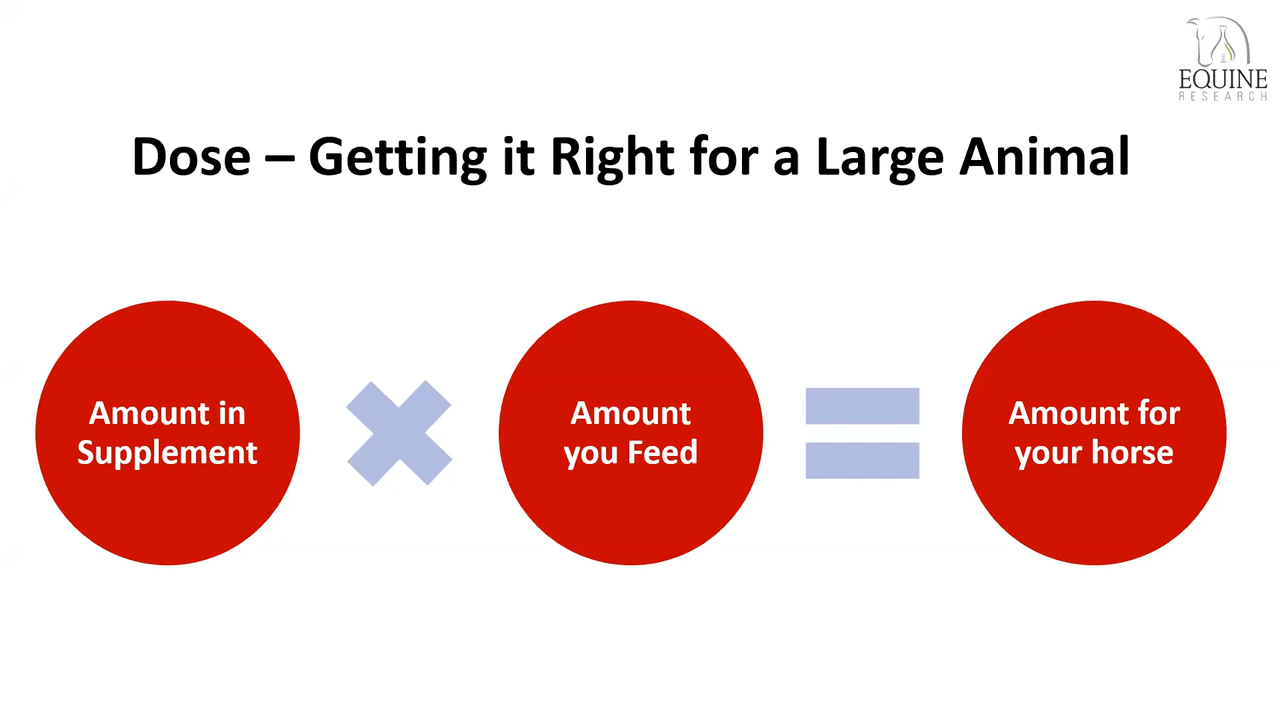 EQUINE
RESEARCH
Dose – Getting it Right for a Large Animal
Amount in
Supplement
Amount
you Feed
Amount for
your horse